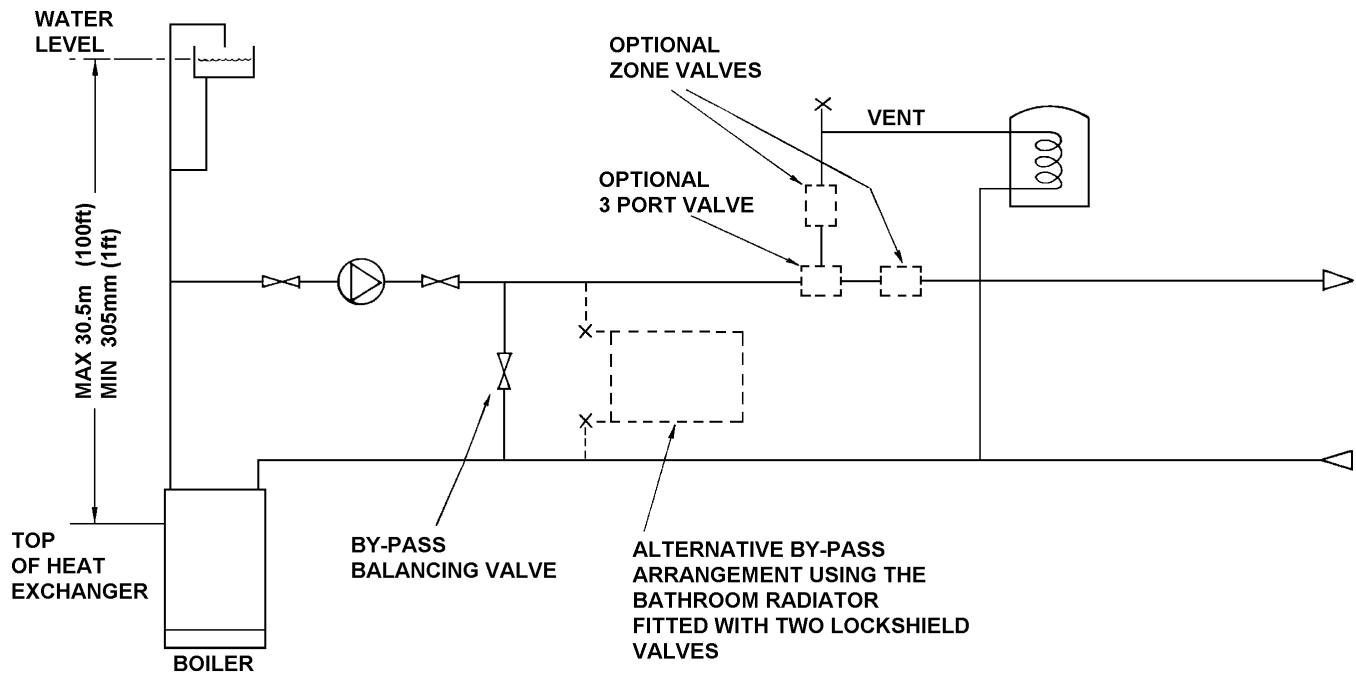 WATER
LEVEL
OPTIONAL
ZONE VALVES
VENT
OPTIONAL
3 PORT VALVE
MAX 30.5m (100ft)
MIN 305mm (1ft)
TOP
OF HEAT
EXCHANGER
BY-PASS
BALANCING VALVE
ALTERNATIVE BY-PASS
ARRANGEMENT USING THE
BATHROOM RADIATOR
FITTED WITH TWO LOCKSHIELD
VALVES
BOILER